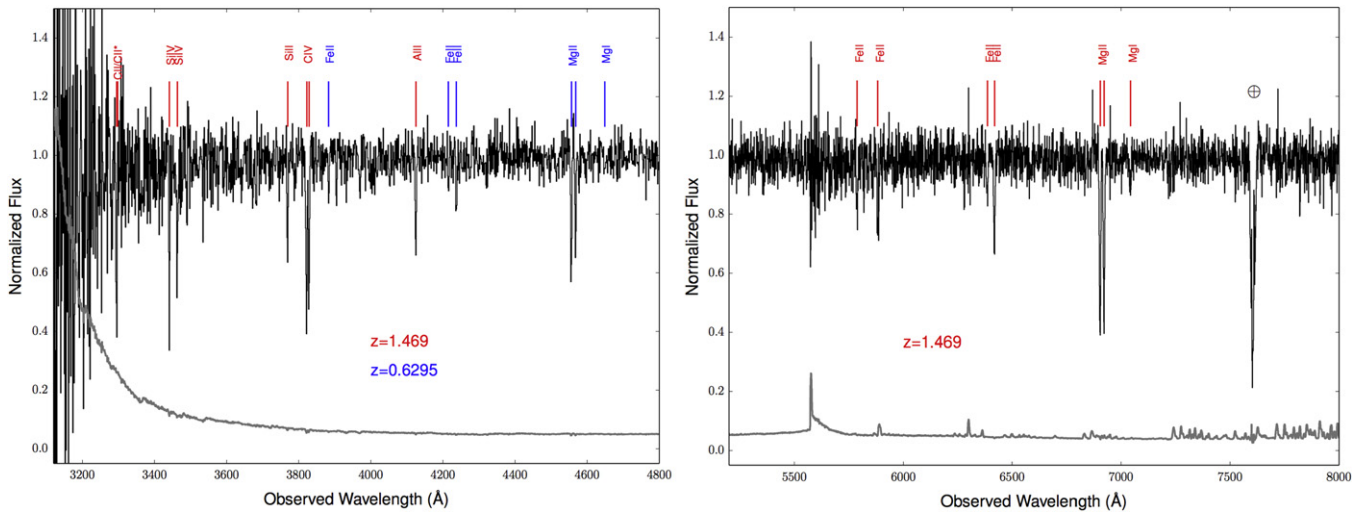 CII/CII*
SiIV
SiIV
SiII
CIV
FeII
AlII
FeII
FeII
MgII
MgI
1.4
1.2
1.0
0.8
0.6
0.4
0.2
0.0
Normalized Flux
z=1.469
z=0.6295
3200 3400 3600 3800 4000 4200 4400 4600 4800
Observed Wavelength (Å)
FeII
FeII
FeII
FeII
MgII
MgI
⊕
1.4
1.2
1.0
0.8
0.6
0.4
0.2
0.0
Normalized Flux
z=1.469
5500 6000 6500 7000 7500 8000
Observed Wavelength (Å)